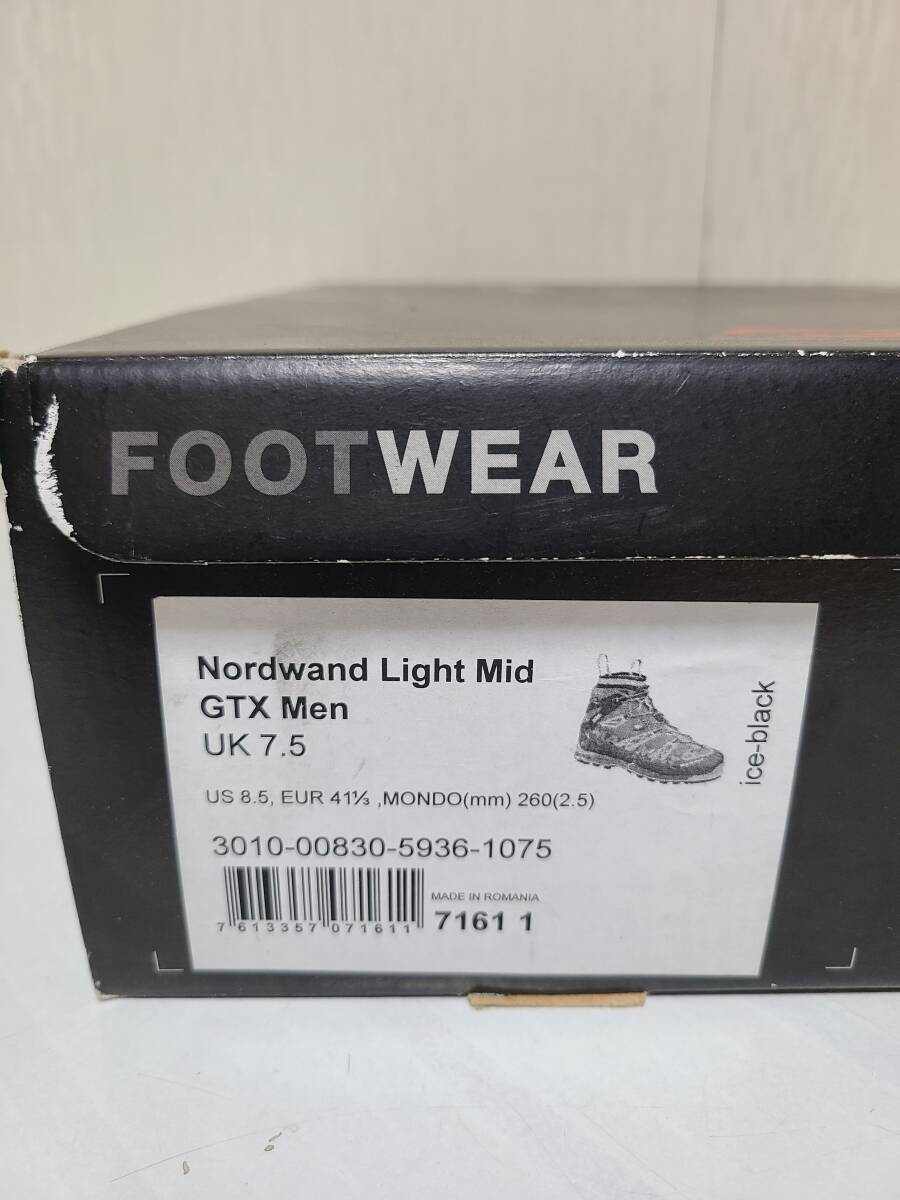 FOOTWEAR
Nordwand Light Mid
GTX Men
UK 7.5
ice-black
US 8.5, EUR 41⅓ ,MONDO(mm) 260(2.5)
3010-00830-5936-1075
MADE IN ROMANIA
7 613357 071611
7161 1